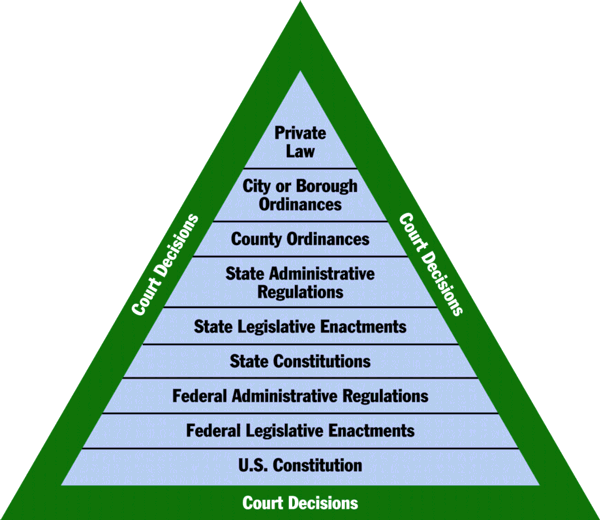 Private
Law
City or Borough
Ordinances
County Ordinances
State Administrative
Regulations
State Legislative Enactments
State Constitutions
Federal Administrative Regulations
Federal Legislative Enactments
U.S. Constitution
Court Decisions
Court Decisions
Court Decisions